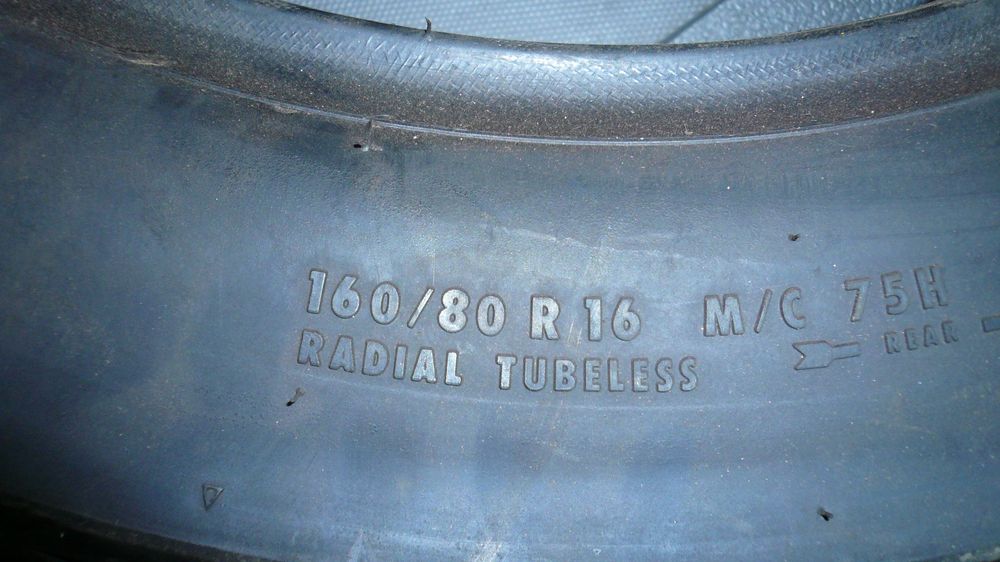 160/80 R 16 M/C 75H
RADIAL TUBELESS
REAR